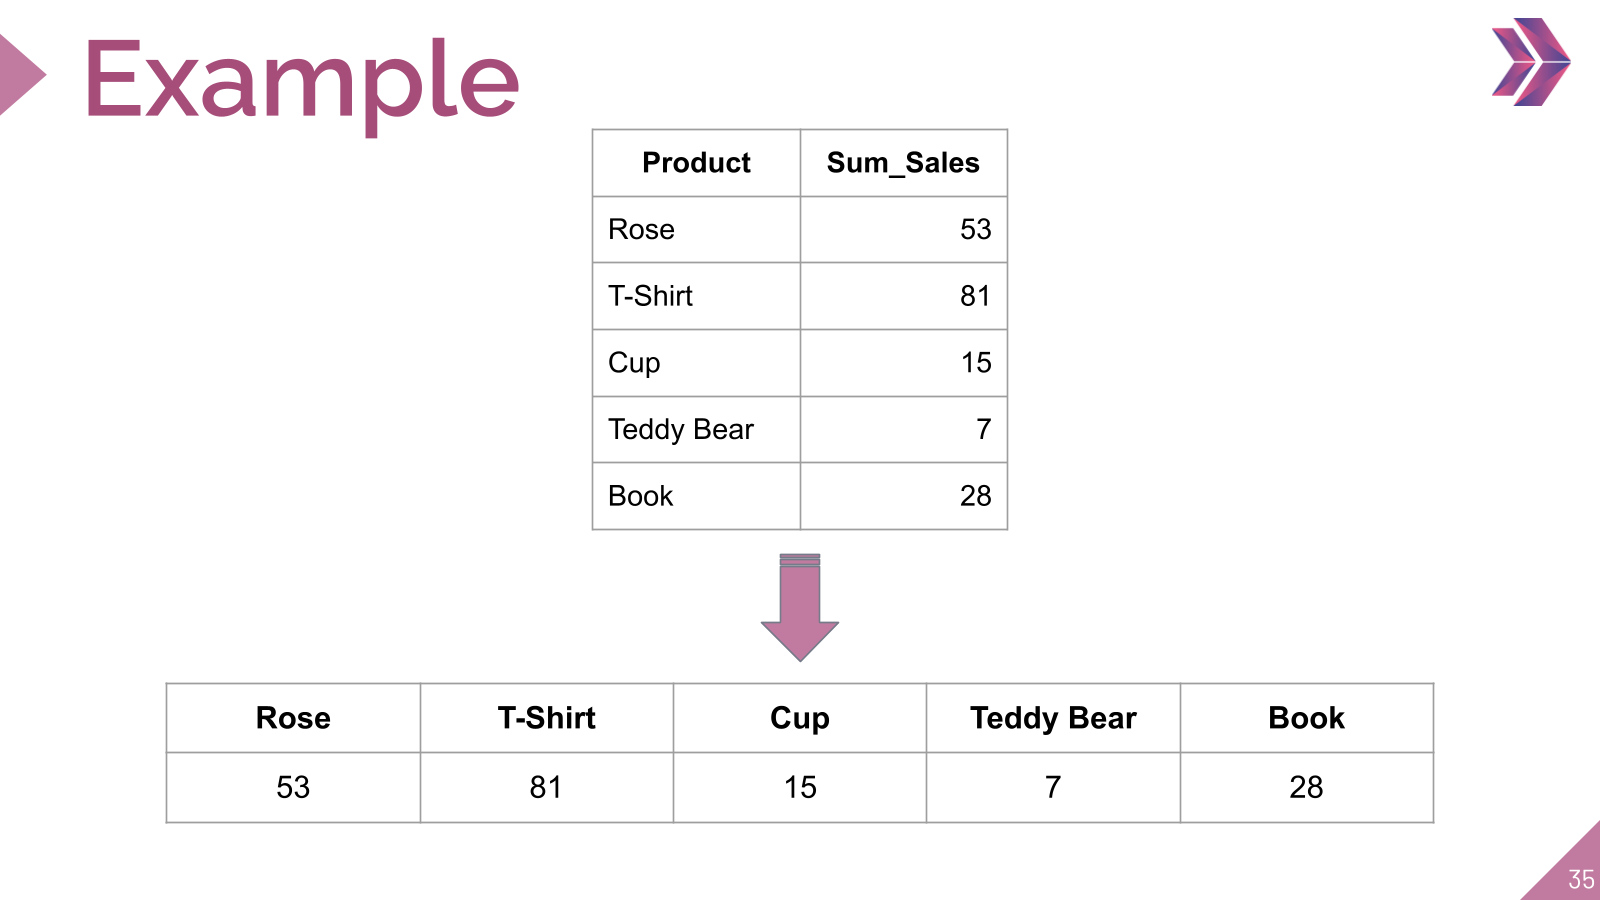 Example
Product Sum_Sales
Rose 53
T-Shirt 81
Cup 15
Teddy Bear 7
Book 28
Rose T-Shirt Cup Teddy Bear Book
53 81 15 7 28
35